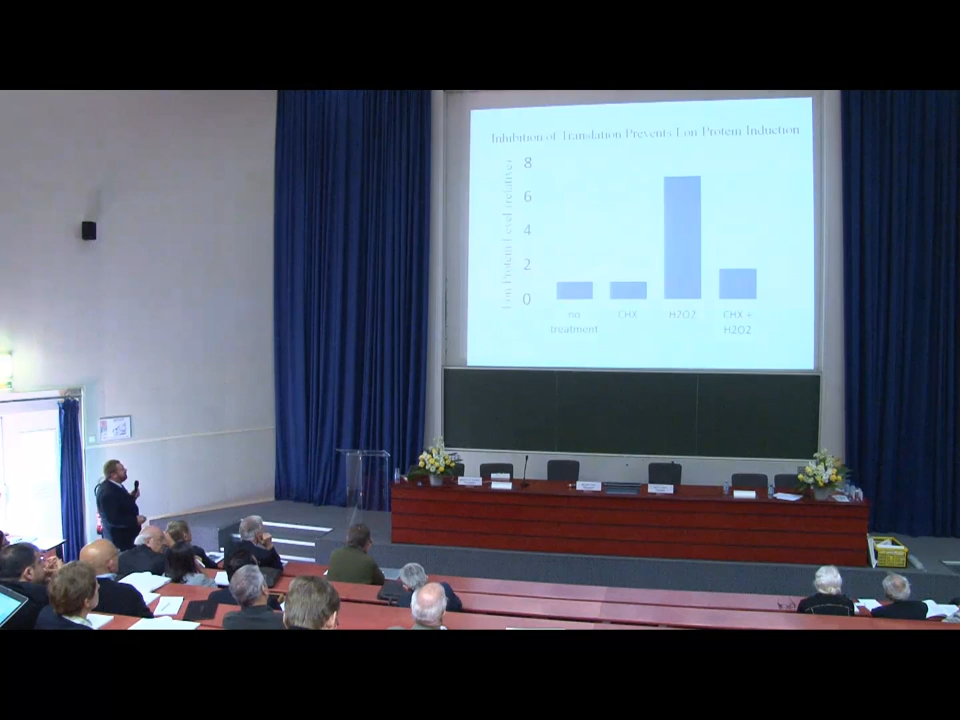 Inhibition of Translation Prevents Lon Protein Induction
Lon Protein Level (relative)
8
6
4
2
0
no treatment
CHX
H2O2
CHX + H2O2